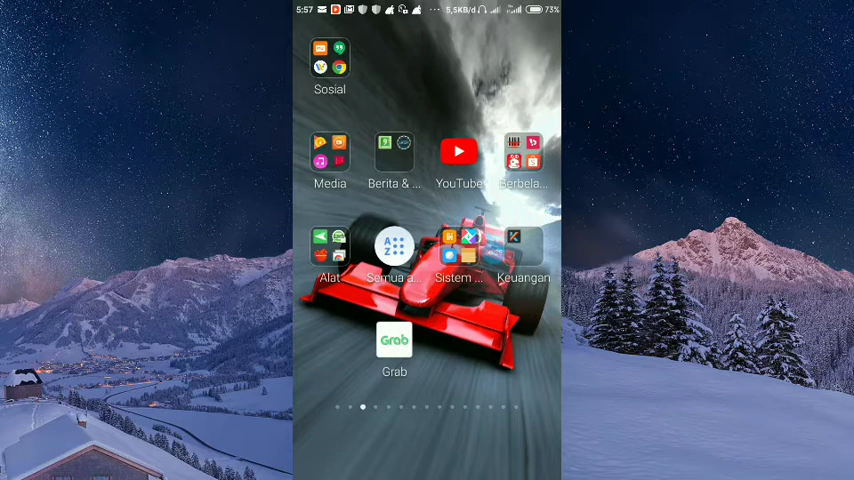 5:57 5,5KB/d 73%
Sosial
Media Berita & ... YouTube Berbela...
Alat Semua a... Sistem ... Keuangan
A
Z
Grab
Grab